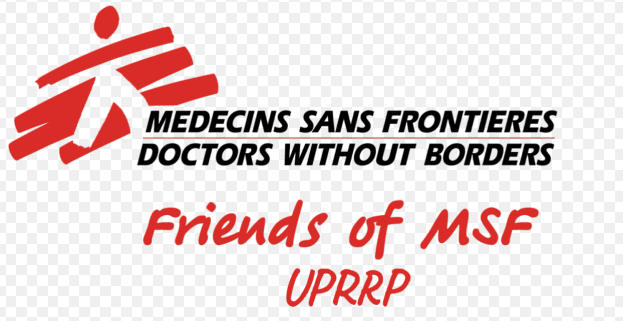 MEDECINS SANS FRONTIERES
DOCTORS WITHOUT BORDERS
Friends of MSF
UPRRP